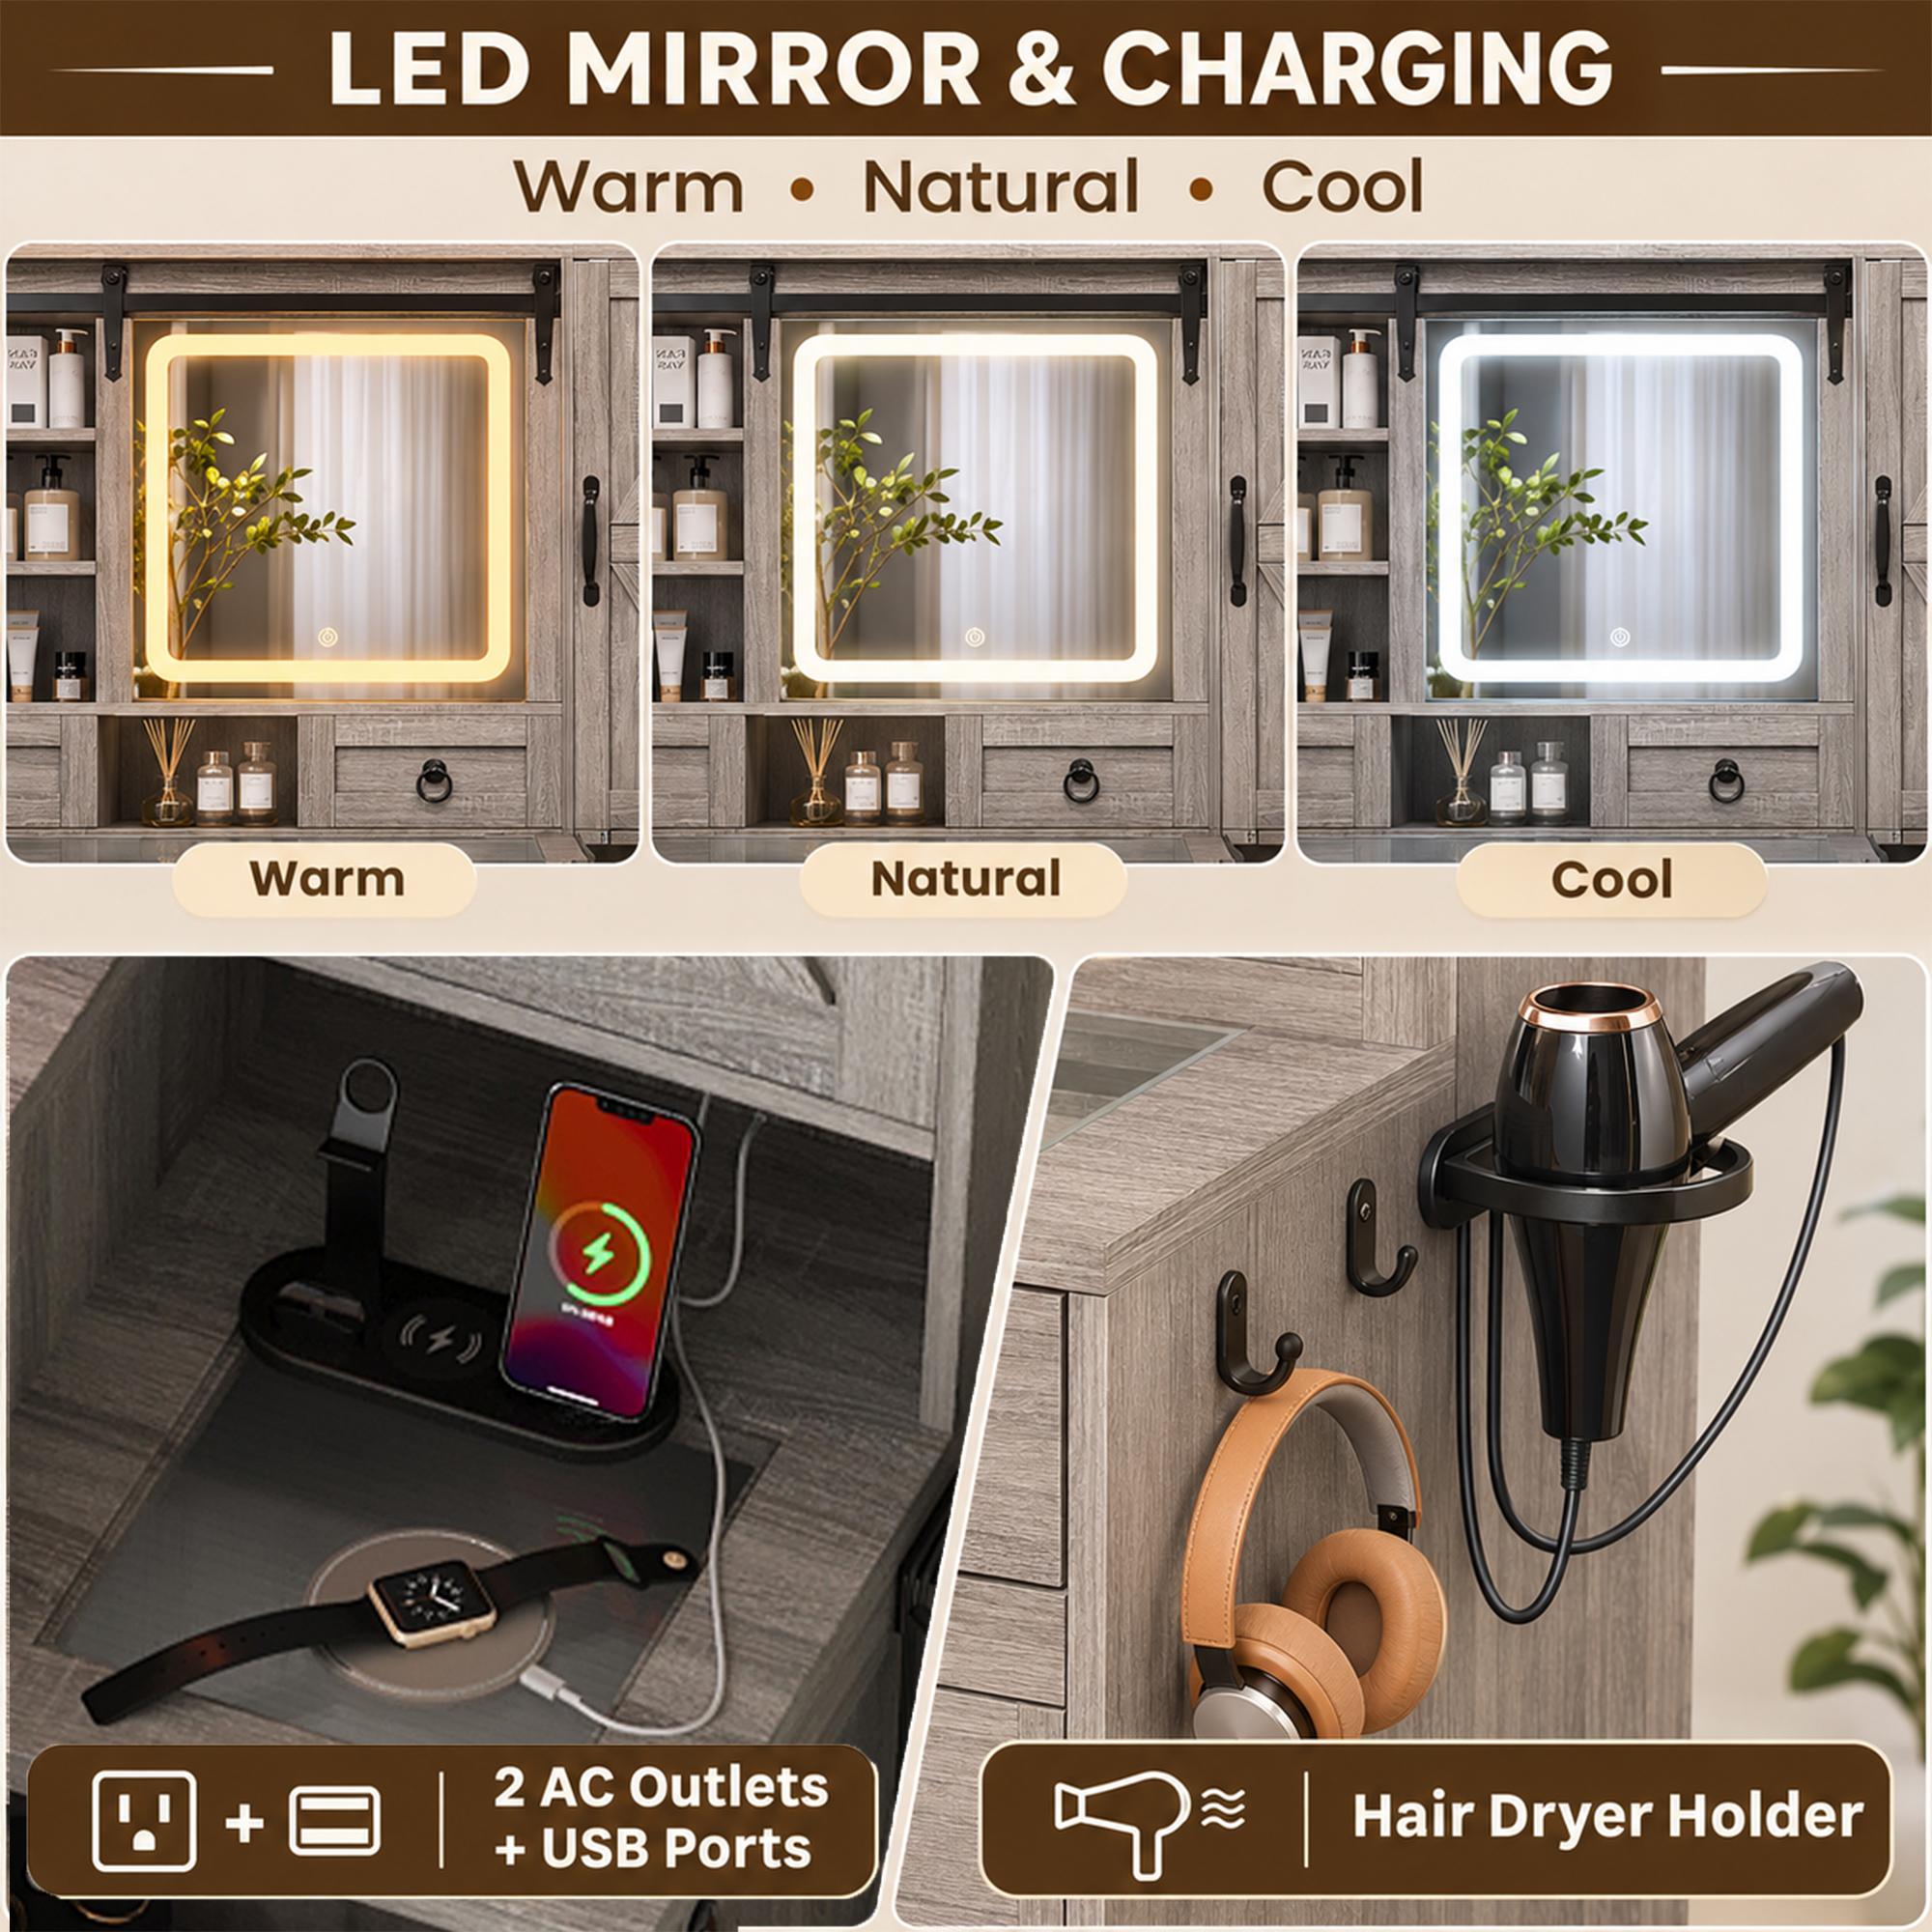 LED MIRROR & CHARGING
Warm • Natural • Cool
Warm
Natural
Cool
2 AC Outlets
+ USB Ports
Hair Dryer Holder